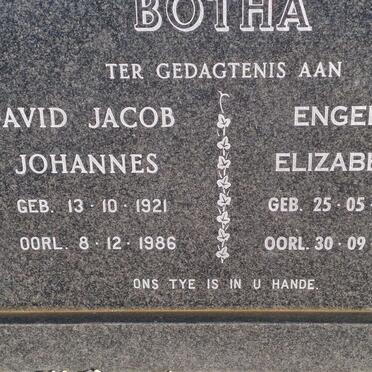 BOTHA
TER GEDAGTENIS AAN
AVID JACOB
JOHANNES
GEB. 13·10·1921
OORL. 8·12·1986
ENGE
ELIZABE
GEB. 25·05·
OORL. 30·09
ONS TYE IS IN U HANDE.